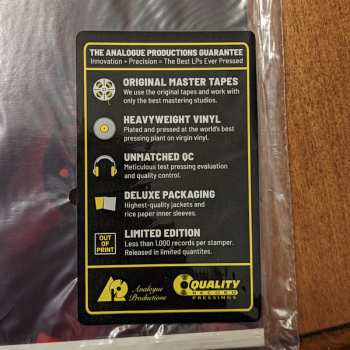 THE ANALOGUE PRODUCTIONS GUARANTEE
Innovation + Precision = The Best LPs Ever Pressed
ORIGINAL MASTER TAPES
We use the original tapes and work with
only the best mastering studios.
HEAVYWEIGHT VINYL
Plated and pressed at the world's best
pressing plant on virgin vinyl.
UNMATCHED QC
Meticulous test pressing evaluation
and quality control.
DELUXE PACKAGING
Highest-quality jackets and
rice paper inner sleeves.
OUT OF
PRINT
LIMITED EDITION
Less than 1,000 records per stamper.
Released in limited quantites.
Analogue
Productions
QUALITY
RECORD
PRESSINGS